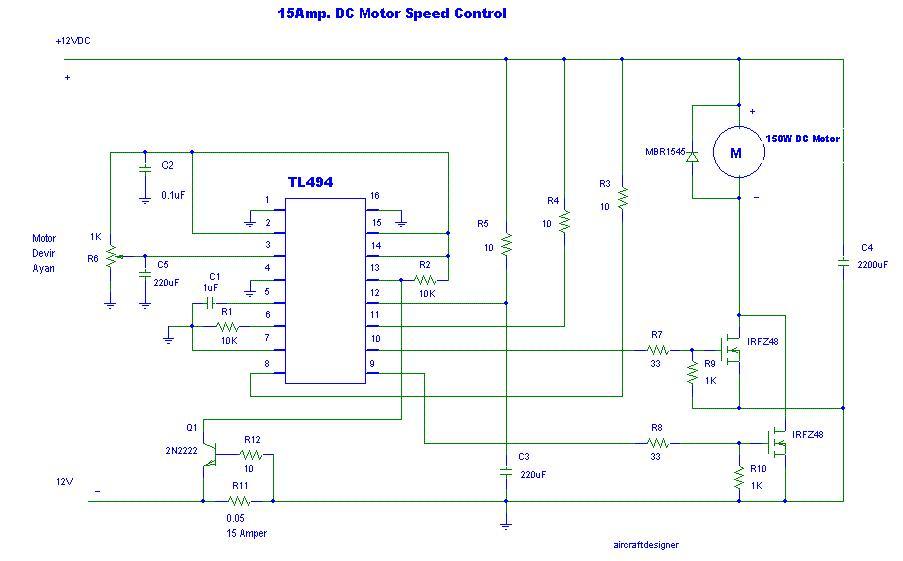 15Amp. DC Motor Speed Control
+12VDC
+
+
150W DC Motor
M
MBR1545
-
C2
0.1uF
TL494
1
2
3
4
5
6
7
8
16
15
14
13
12
11
10
9
R3
10
R4
10
R5
10
Motor
Devir
Ayarı
1K
R6
C5
220uF
C1
1uF
R1
10K
R2
10K
C4
2200uF
R7
33
R9
1K
IRFZ48
Q1
2N2222
R12
10
R11
0.05
15 Amper
R8
33
R10
1K
IRFZ48
C3
220uF
12V
-
aircraftdesigner